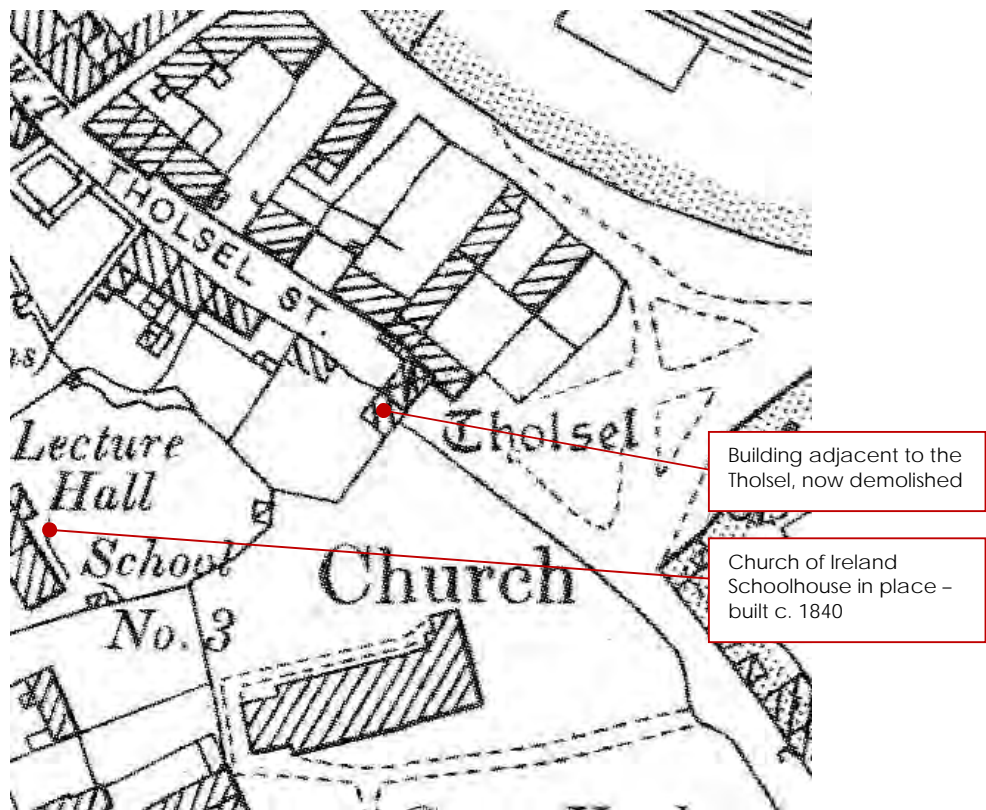 THOLSEL ST.
Tholsel
Lecture
Hall
School
No. 3
Church
Building adjacent to the
Tholsel, now demolished
Church of Ireland
Schoolhouse in place –
built c. 1840